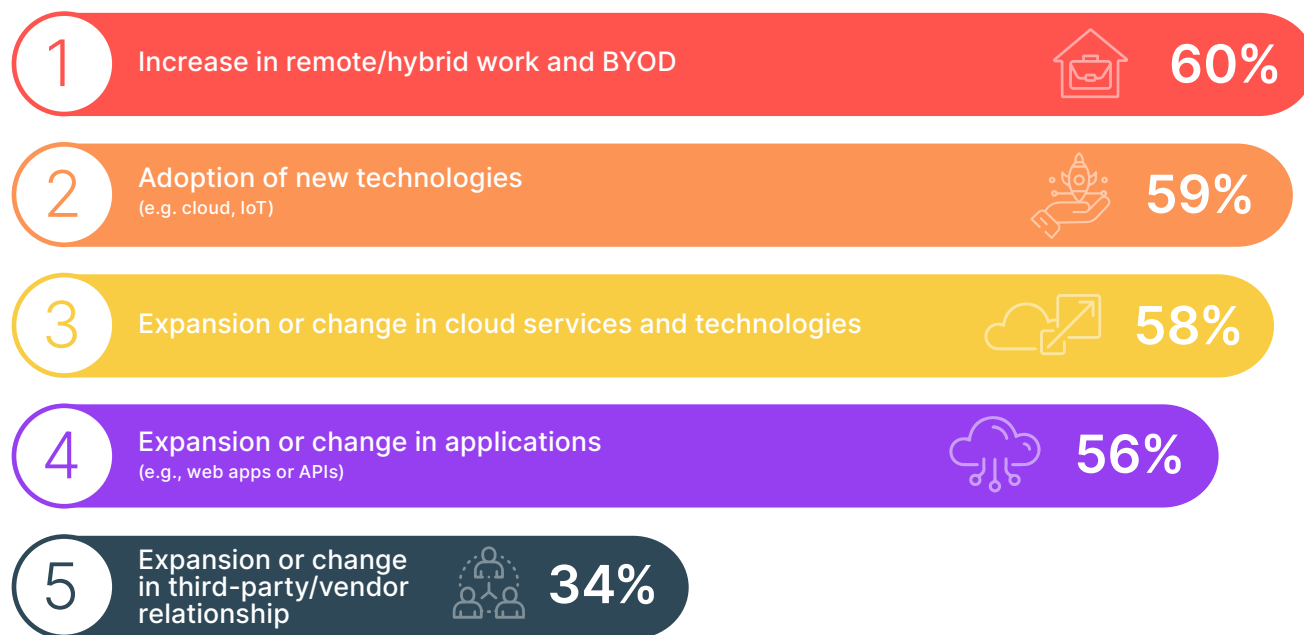 1
Increase in remote/hybrid work and BYOD
60%
2
Adoption of new technologies
(e.g. cloud, IoT)
59%
3
Expansion or change in cloud services and technologies
58%
4
Expansion or change in applications
(e.g., web apps or APIs)
56%
5
Expansion or change
in third-party/vendor
relationship
34%